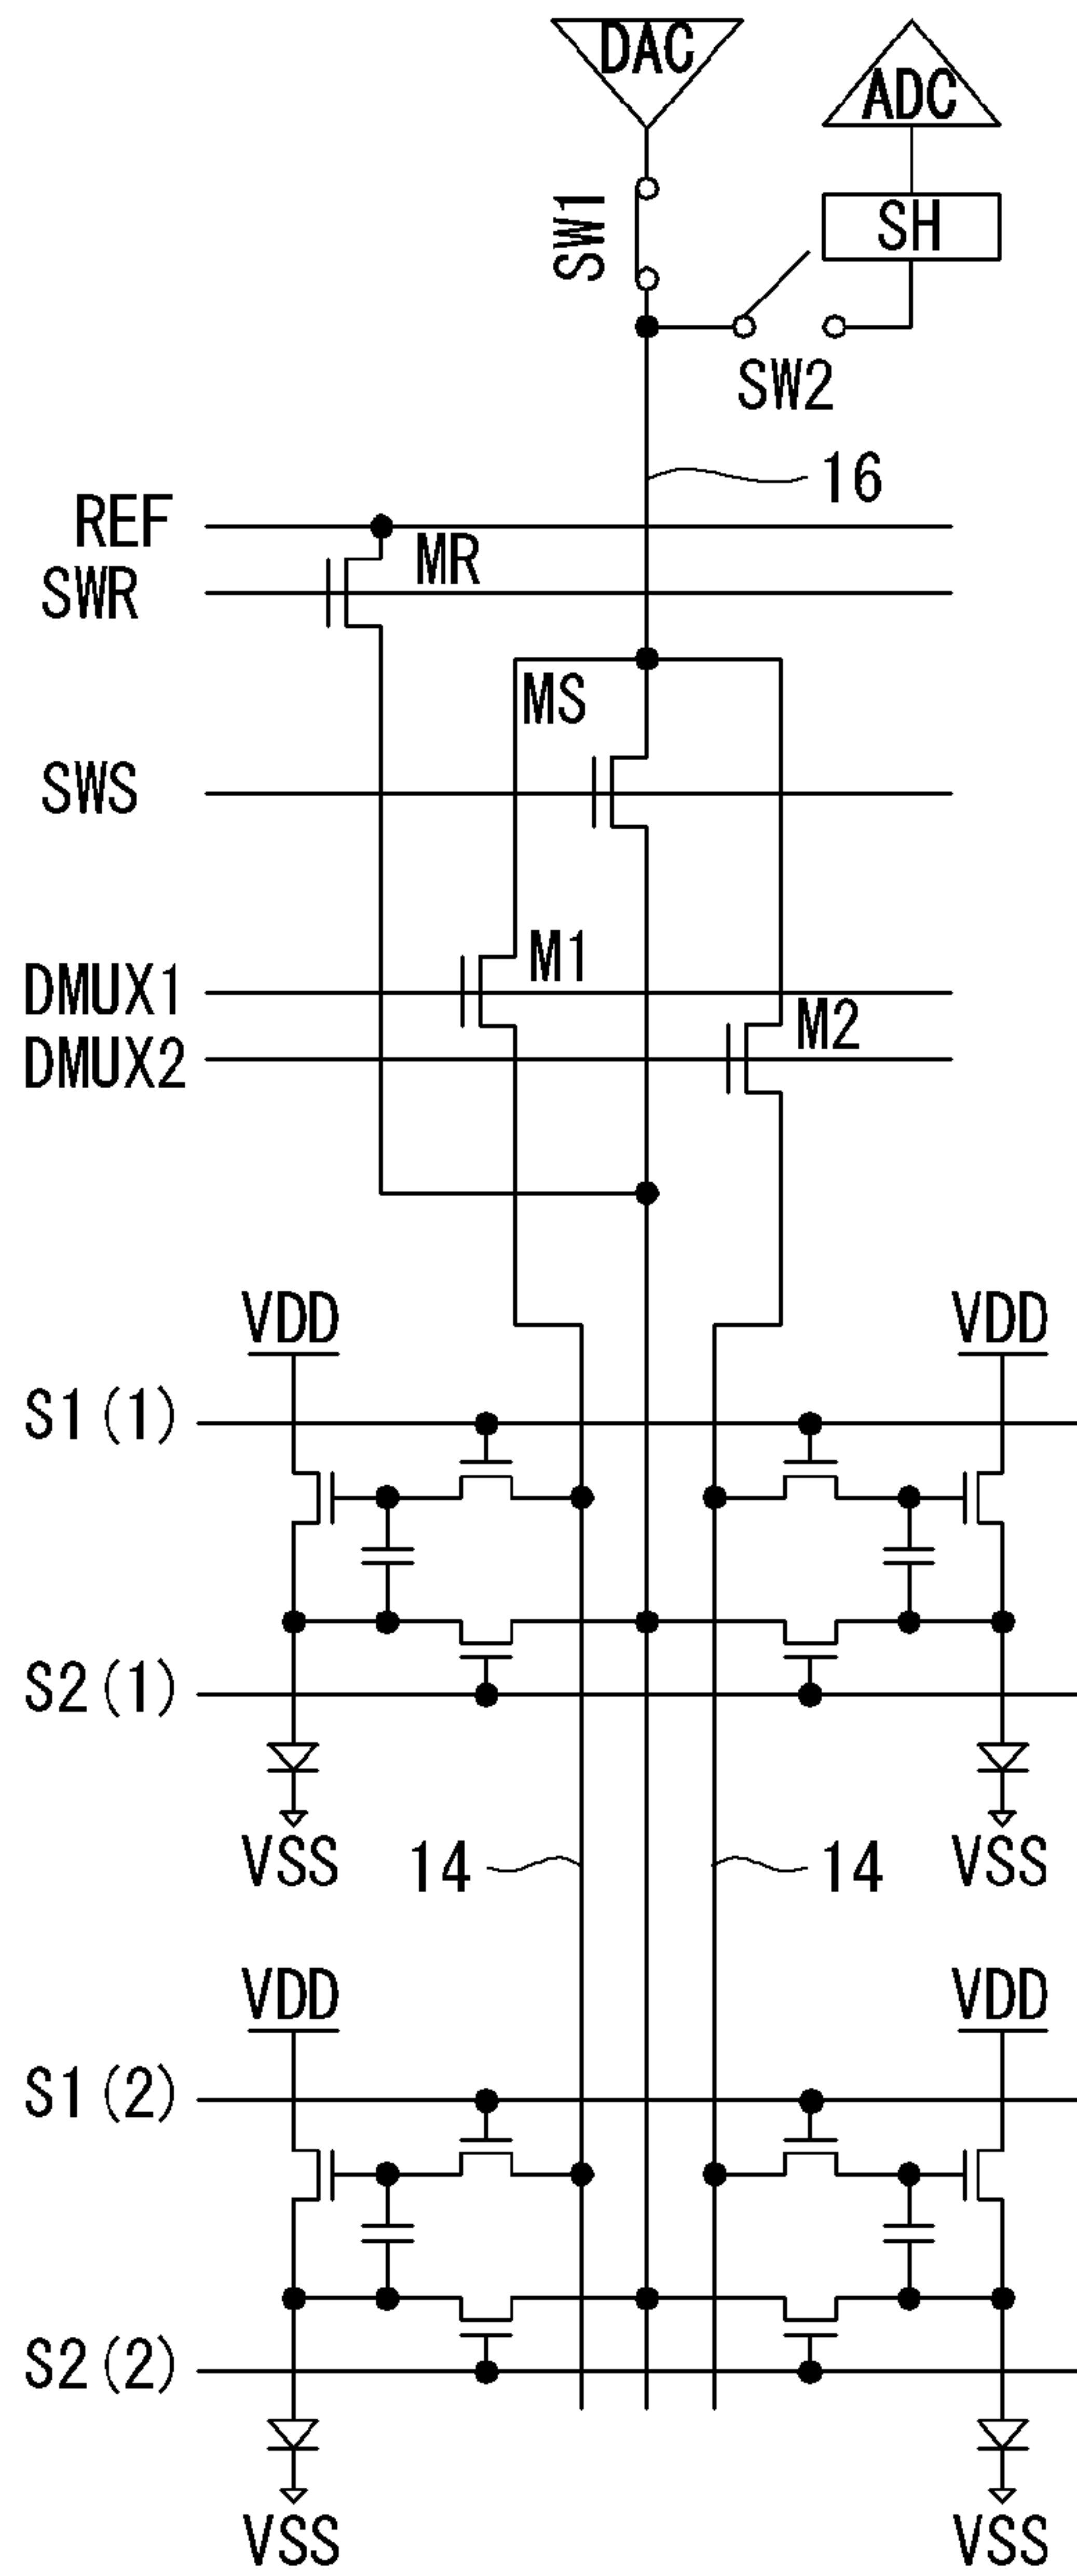 DAC
ADC
SW1
SH
SW2
16
REF
MR
SWR
MS
SWS
M1
DMUX1
M2
DMUX2
VDD VDD
S1(1)
S2(1)
VSS 14 14 VSS
VDD VDD
S1(2)
S2(2)
VSS VSS